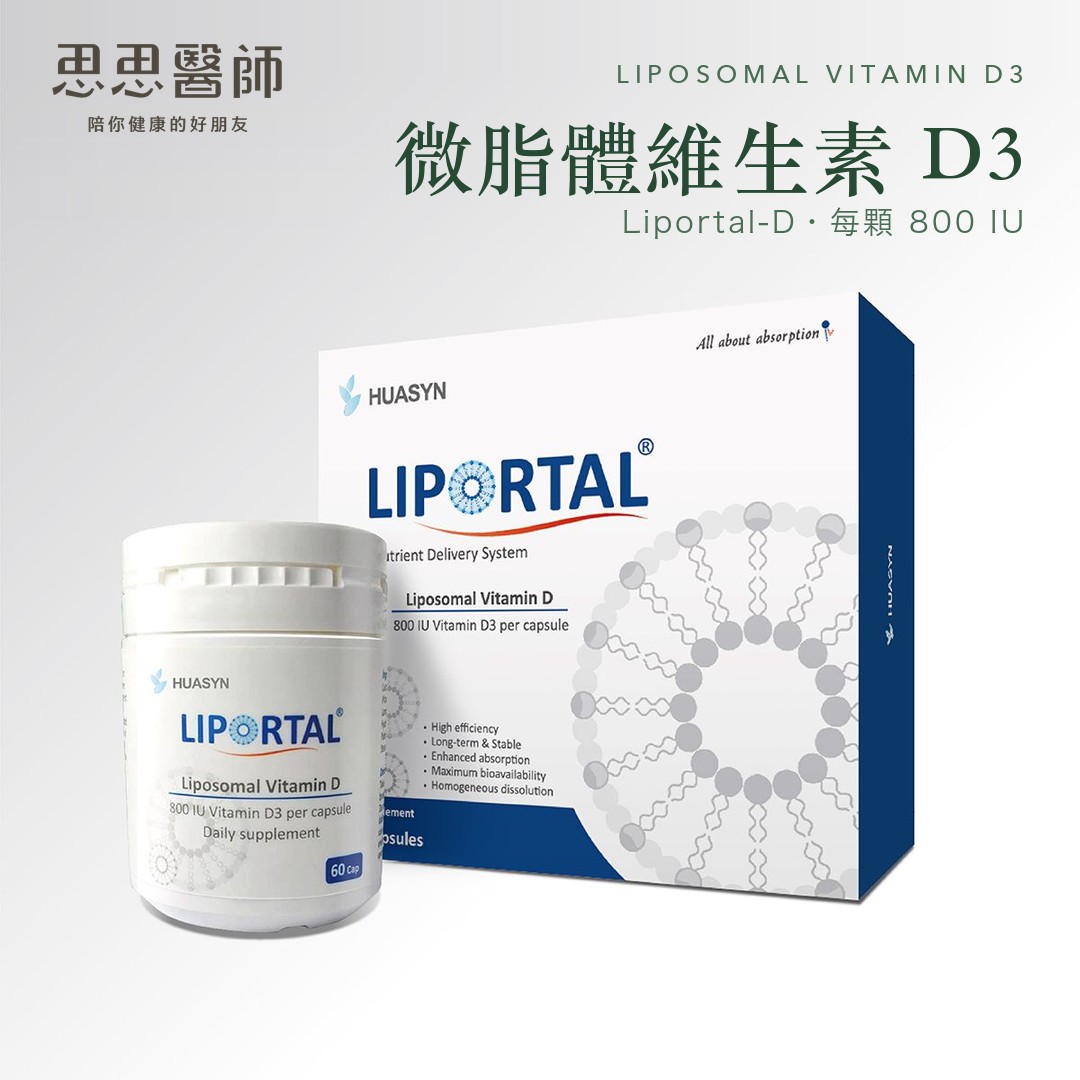 思思醫師
陪你健康的好朋友
LIPOSOMAL VITAMIN D3
微脂體維生素 D3
Liportal-D・每顆 800 IU
All about absorption
HUASYN
LIPORTAL®
Delivery System
Liposomal Vitamin D
800 IU Vitamin D3 per capsule
• High efficiency
• Long-term & Stable
• Enhanced absorption
• Maximum bioavailability
• Homogeneous dissolution
HUASYN
HUASYN
LIPORTAL®
Liposomal Vitamin D
800 IU Vitamin D3 per capsule
Daily supplement
60 Cap